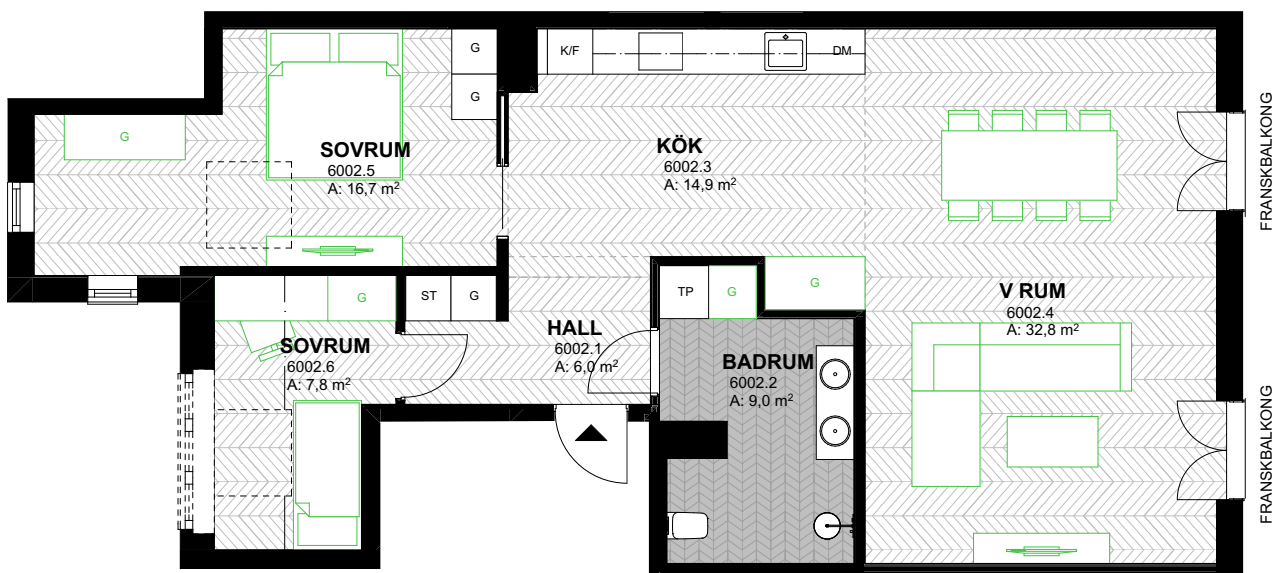 K/F
DM
G
G
G
SOVRUM
6002.5
A: 16,7 m²
KÖK
6002.3
A: 14,9 m²
FRANSKBALKONG
ST
G
G
TP
G
G
SOVRUM
6002.6
A: 7,8 m²
HALL
6002.1
A: 6,0 m²
BADRUM
6002.2
A: 9,0 m²
V RUM
6002.4
A: 32,8 m²
FRANSKBALKONG